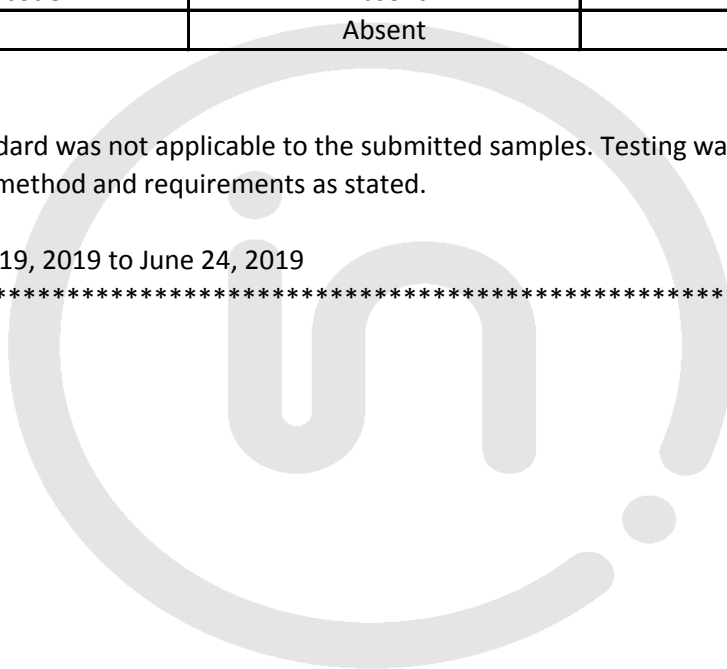 Absent
dard was not applicable to the submitted samples. Testing wa
method and requirements as stated.
19, 2019 to June 24, 2019
**************************************************
in